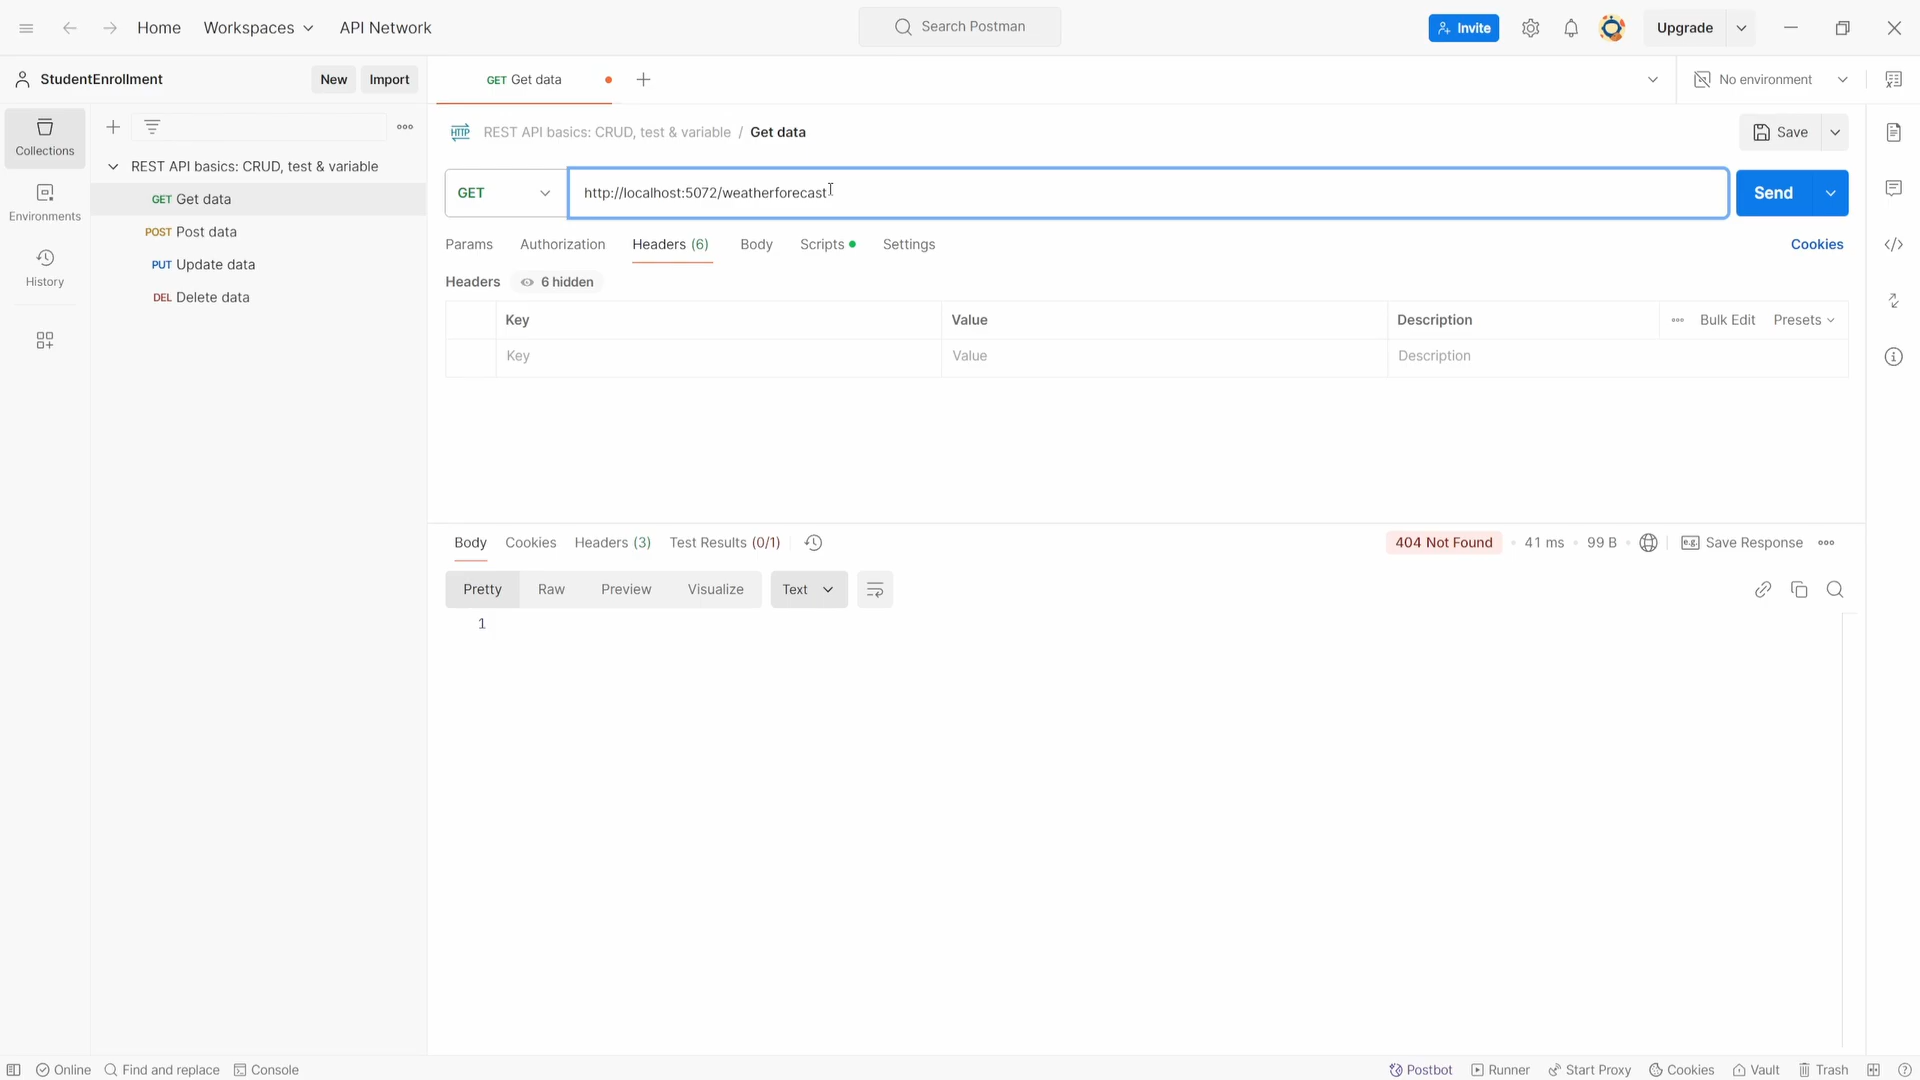 Home Workspaces API Network Search Postman Invite Upgrade
StudentEnrollment New Import GET Get data No environment
REST API basics: CRUD, test & variable / Get data Save
Collections
REST API basics: CRUD, test & variable
GET http://localhost:5072/weatherforecast Send
GET Get data
Environments
POST Post data
Params Authorization Headers (6) Body Scripts Settings Cookies
PUT Update data
History
Headers 6 hidden
DEL Delete data
Key Value Description Bulk Edit Presets
Key Value Description
Body Cookies Headers (3) Test Results (0/1) 404 Not Found 41 ms 99 B e.g. Save Response
Pretty Raw Preview Visualize Text
1
Online Find and replace Console Postbot Runner Start Proxy Cookies Vault Trash